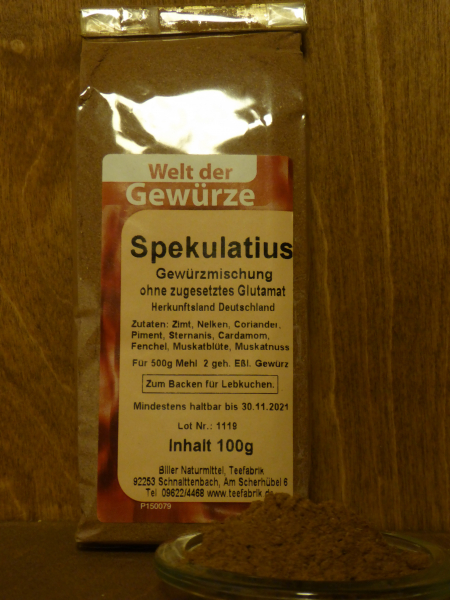 Welt der
Gewürze
Spekulatius
Gewürzmischung
ohne zugesetztes Glutamat
Herkunftsland Deutschland
Zutaten: Zimt, Nelken, Coriander,
Piment, Sternanis, Cardamom,
Fenchel, Muskatblüte, Muskatnuss
Für 500g Mehl 2 geh. Eßl. Gewürz
Zum Backen für Lebkuchen.
Mindestens haltbar bis 30.11.2021
Lot Nr.: 1119
Inhalt 100g
Biller Naturmittel, Teefabrik
92253 Schnaittenbach, Am Scherhübel 6
Tel 09622/4468 www.teefabrik.de
P150079